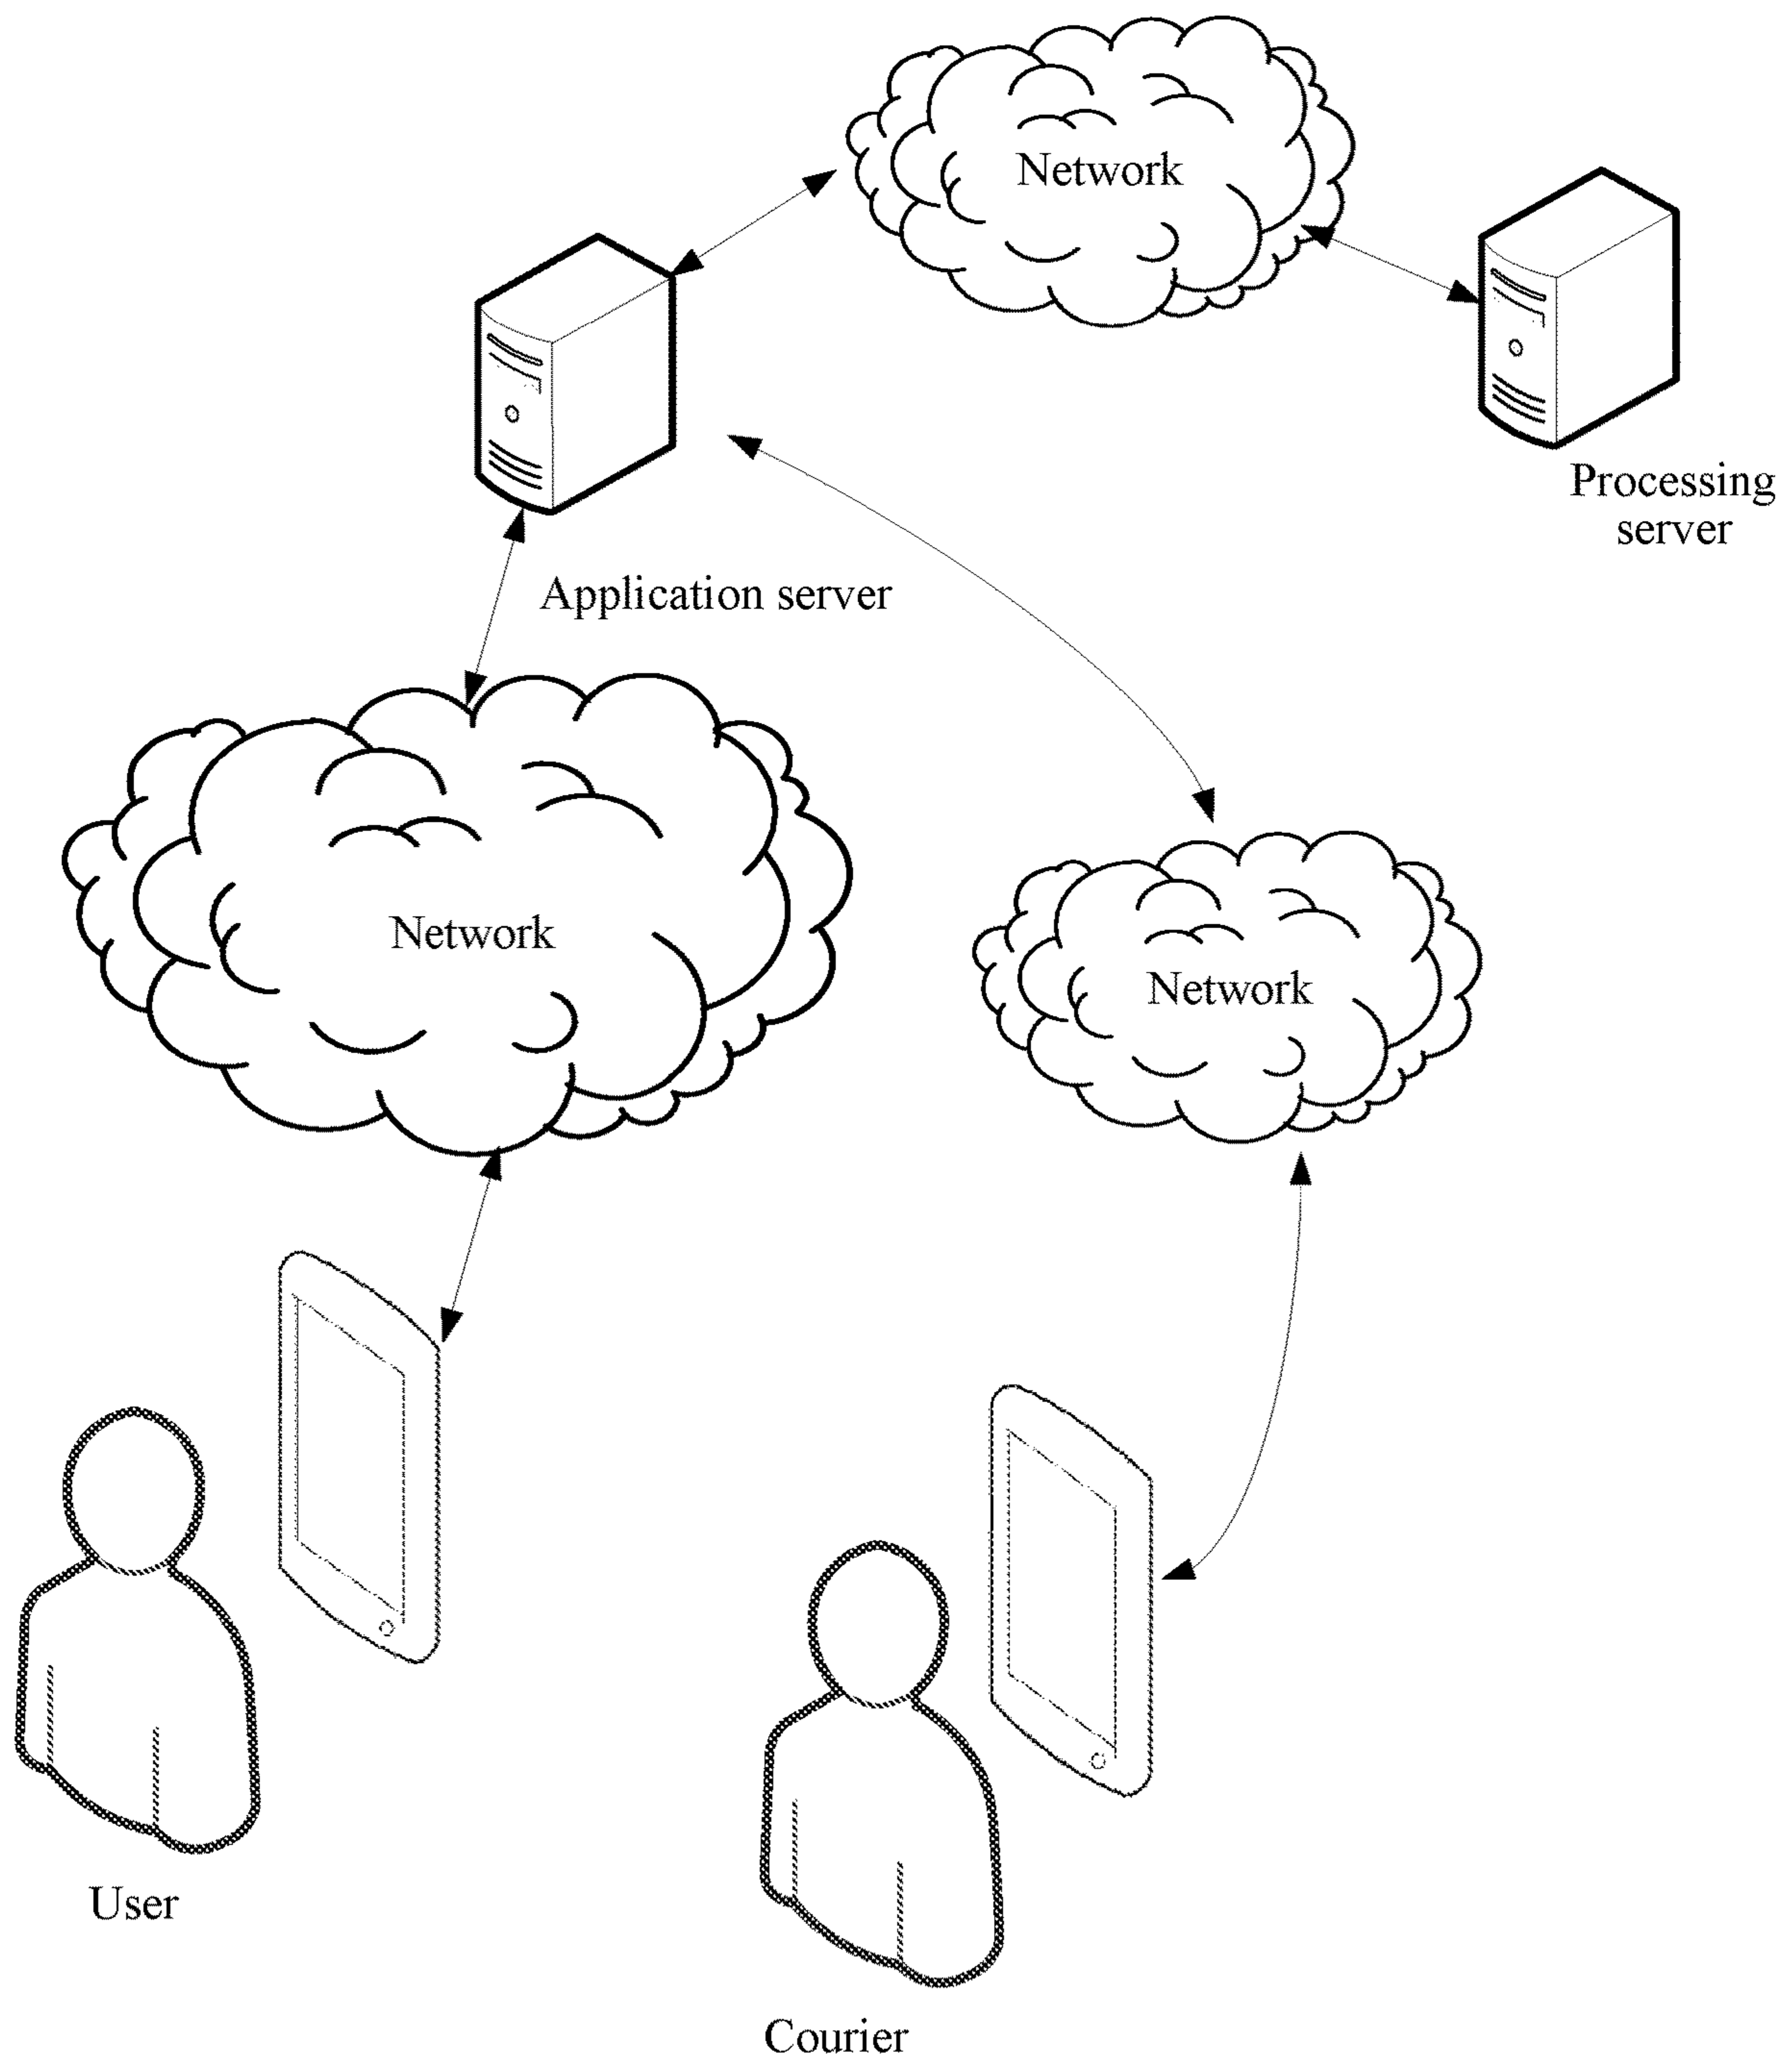 Network
Processing
server
Application server
Network
Network
User
Courier